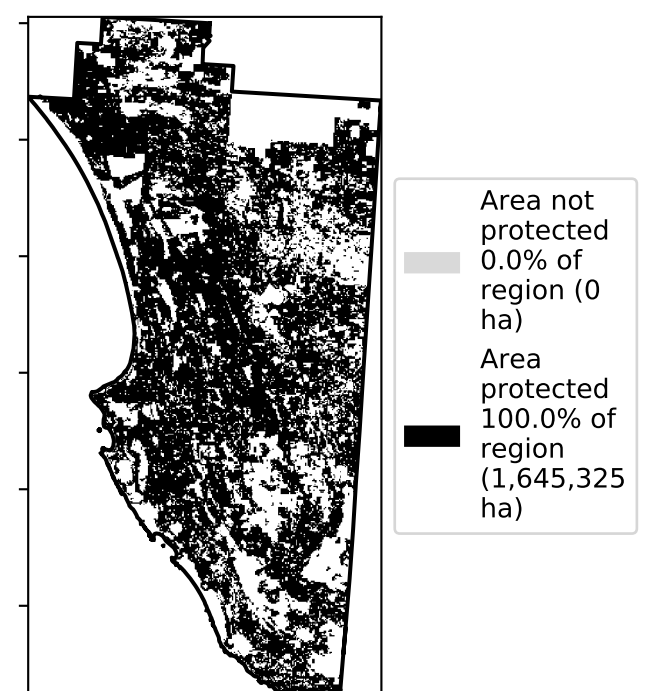 Area not
protected
0.0% of
region (0
ha)
Area
protected
100.0% of
region
(1,645,325
ha)